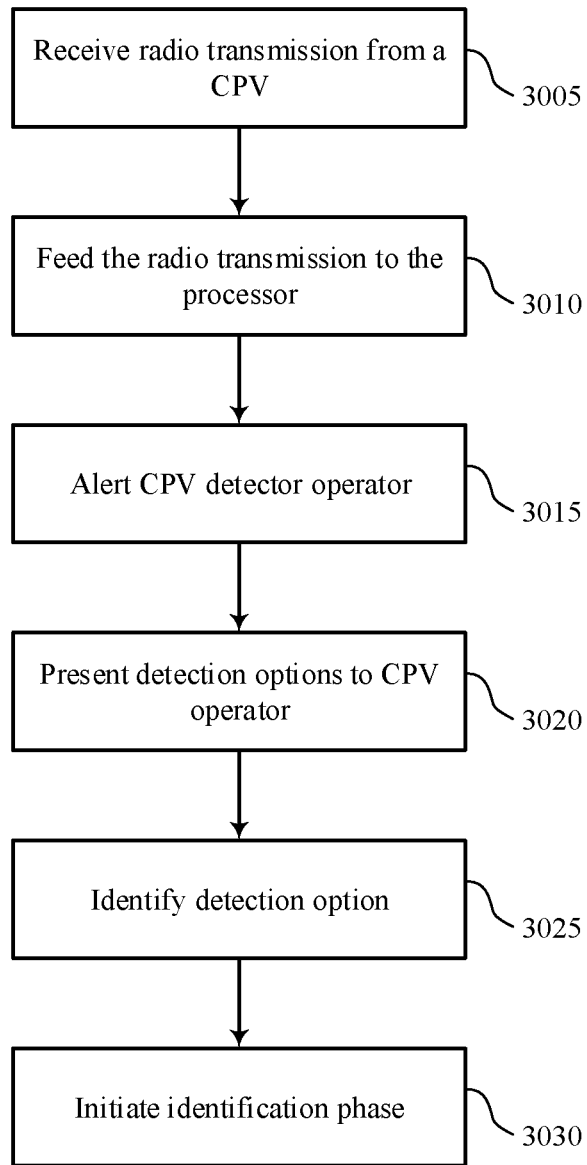 Receive radio transmission from a
CPV
3005
Feed the radio transmission to the
processor
3010
Alert CPV detector operator
3015
Present detection options to CPV
operator
3020
Identify detection option
3025
Initiate identification phase
3030